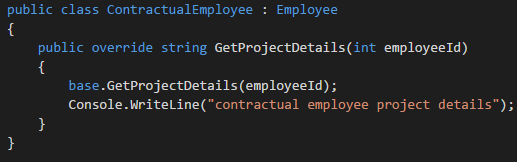 public class ContractualEmployee : Employee
{
    public override string GetProjectDetails(int employeeId)
    {
        base.GetProjectDetails(employeeId);
        Console.WriteLine("contractual employee project details");
    }
}